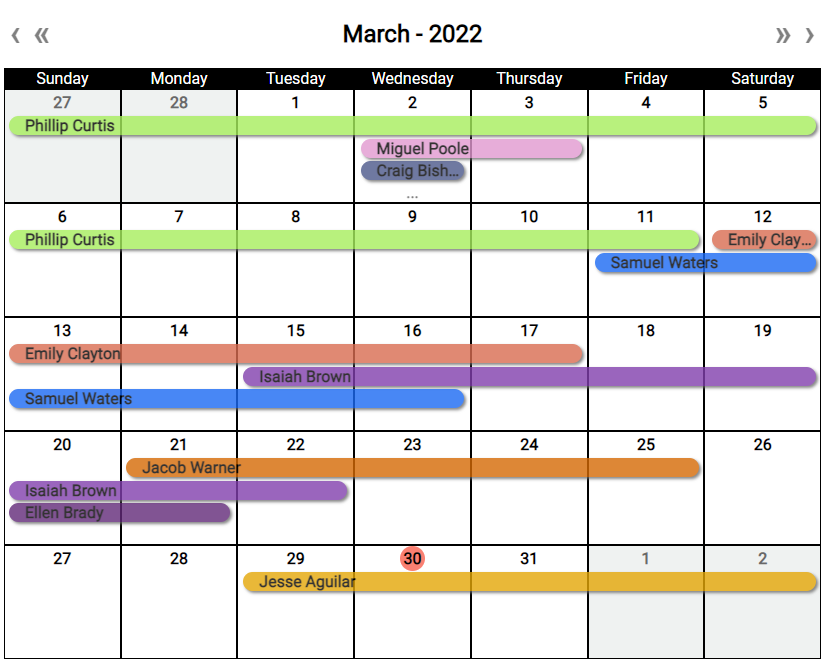 ‹ « March - 2022 » ›
Sunday Monday Tuesday Wednesday Thursday Friday Saturday
27 28 1 2 3 4 5
Phillip Curtis
Miguel Poole
Craig Bish...
...
6 7 8 9 10 11 12
Phillip Curtis Emily Clay...
Samuel Waters
13 14 15 16 17 18 19
Emily Clayton
Isaiah Brown
Samuel Waters
20 21 22 23 24 25 26
Jacob Warner
Isaiah Brown
Ellen Brady
27 28 29 30 31 1 2
Jesse Aguilar